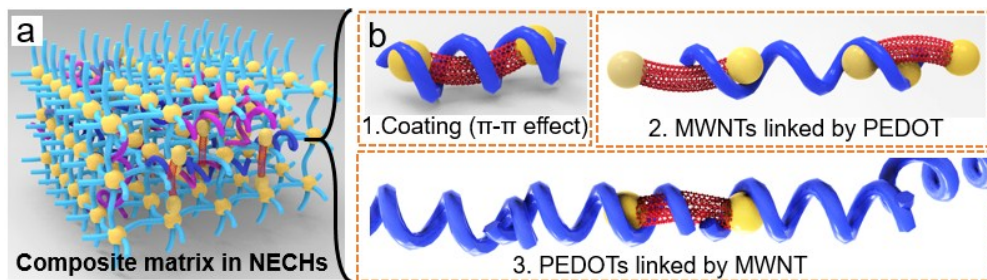 a
Composite matrix in NECHs
b
1.Coating (π-π effect)
2. MWNTs linked by PEDOT
3. PEDOTs linked by MWNT